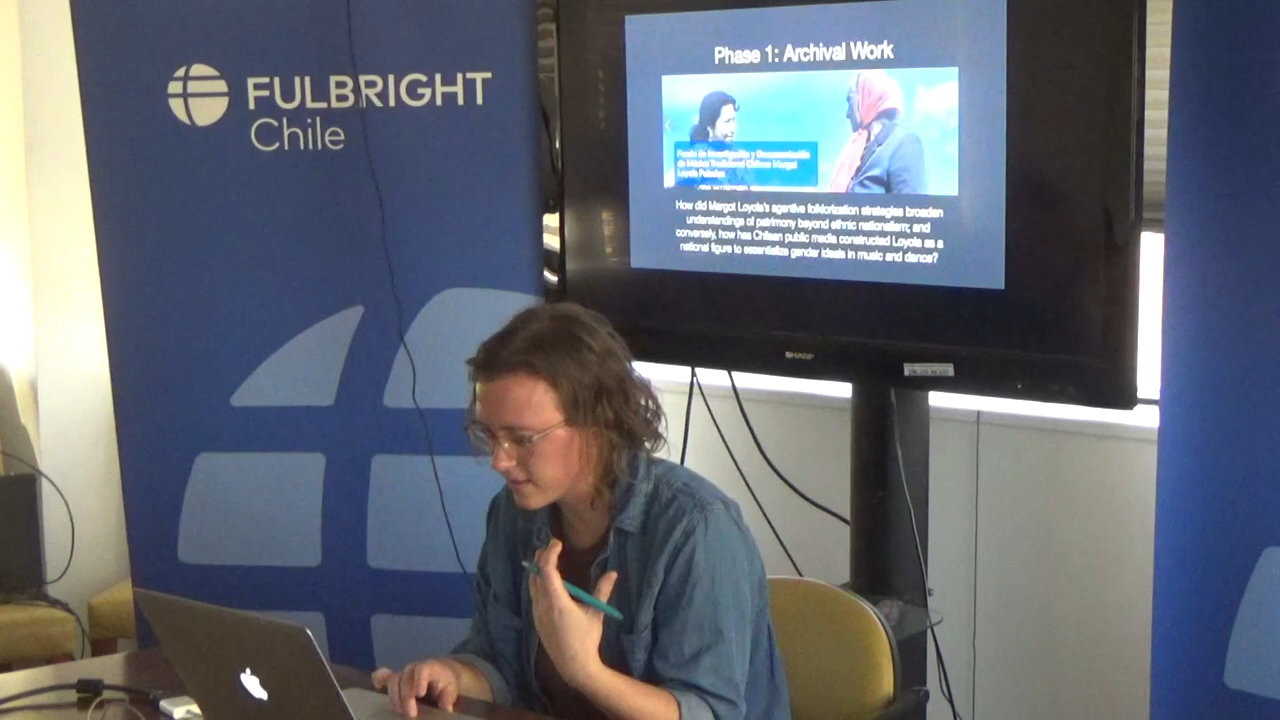 FULBRIGHT
Chile
Phase 1: Archival Work
Fondo de Investigación y Documentación
de Música Tradicional Chilena Margot
Loyola Palacios
How did Margot Loyola's agentive folklorization strategies broaden
understandings of patrimony beyond ethnic nationalism; and
conversely, how has Chilean public media constructed Loyola as a
national figure to essentialize gender ideals in music and dance?
SHARP